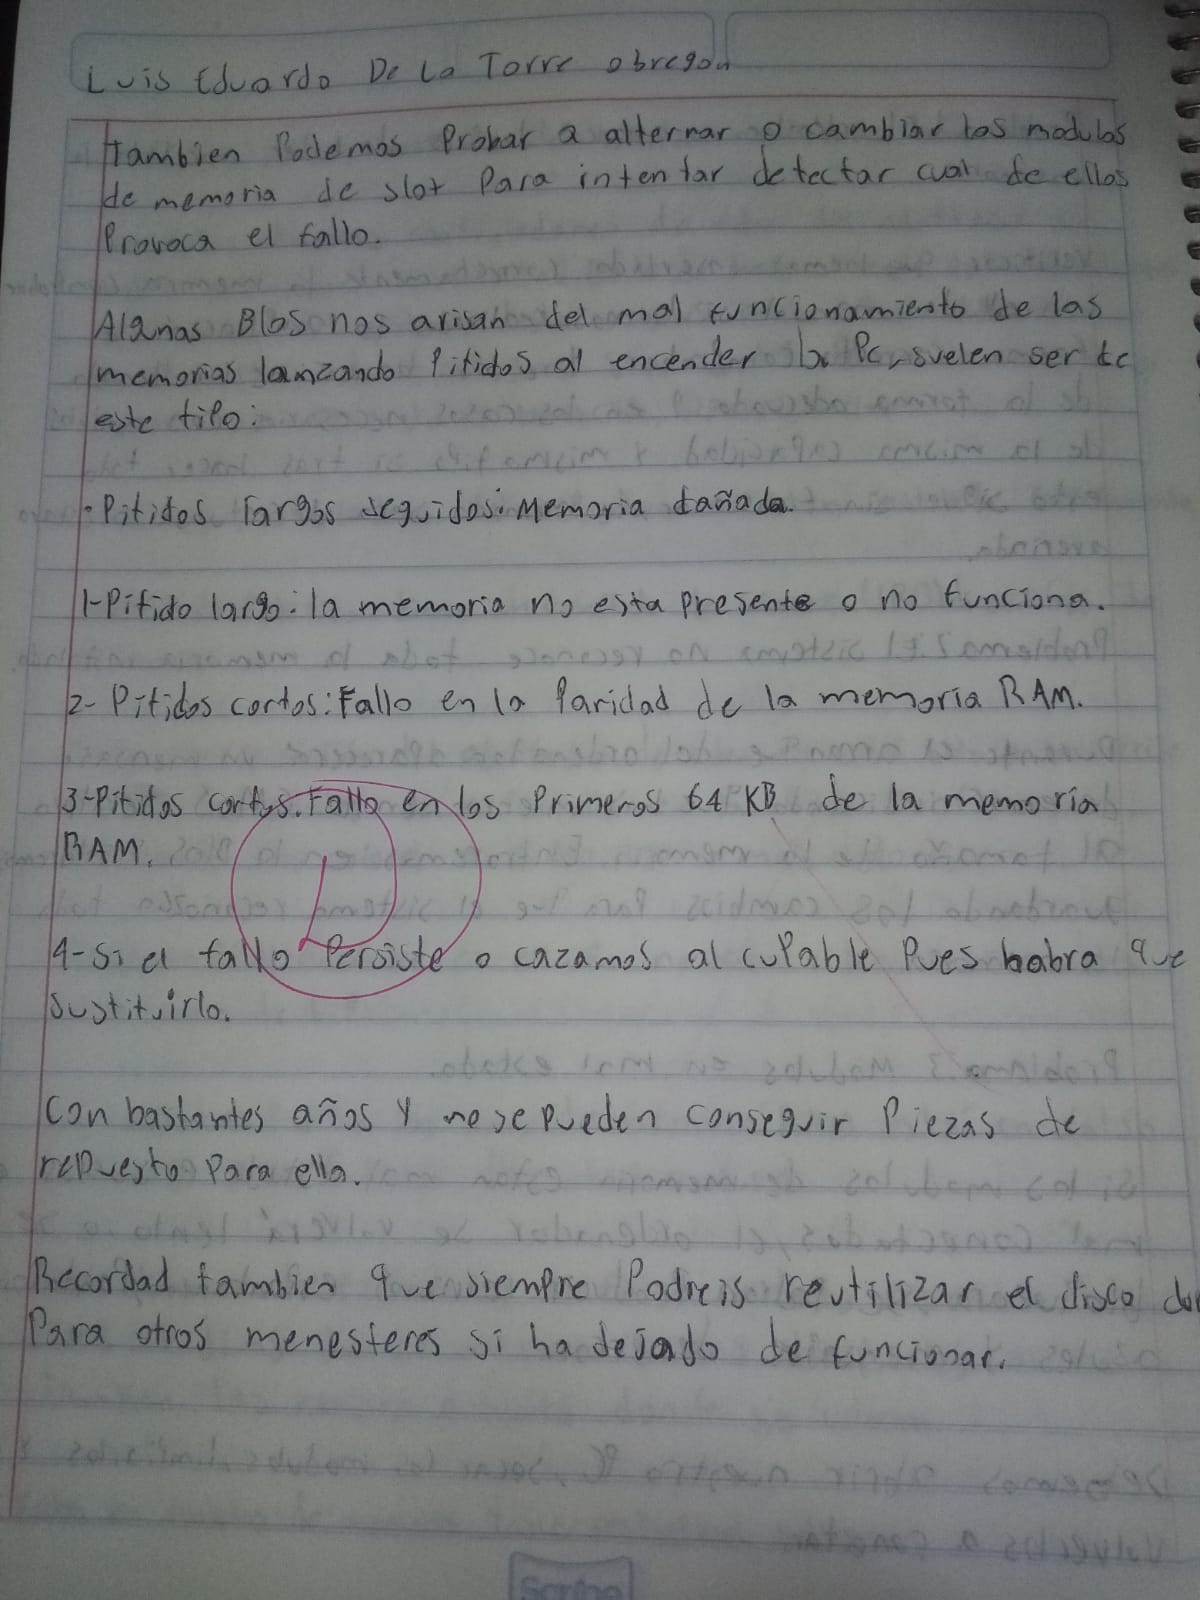 Luis Eduardo De La Torre obregon
tambien Podemos Probar a alternar o cambiar los modulos
de memoria de slot Para intentar detectar cual de ellos
Provoca el fallo.
Algunas BIos nos avisan del mal funcionamiento de las
memorias lanzando Pitidos al encender la Pc, suelen ser de
este tipo:
·Pitidos largos seguidos: Memoria dañada.
1-Pitido largo: la memoria no esta presente o no funciona.
2- Pitidos cortos: Fallo en la Paridad de la memoria RAM.
3-Pitidos cortos. Fallo en los Primeros 64 KB de la memoria
RAM.
4-Si el fallo Persiste o cazamos al culpable Pues habra que
sustituirlo.
Con bastantes años y no se pueden conseguir Piezas de
repuesto Para ella.
Recordad tambien que siempre Podreis reutilizar el disco
Para otros menesteres si ha dejado de funcionar.
Scribe